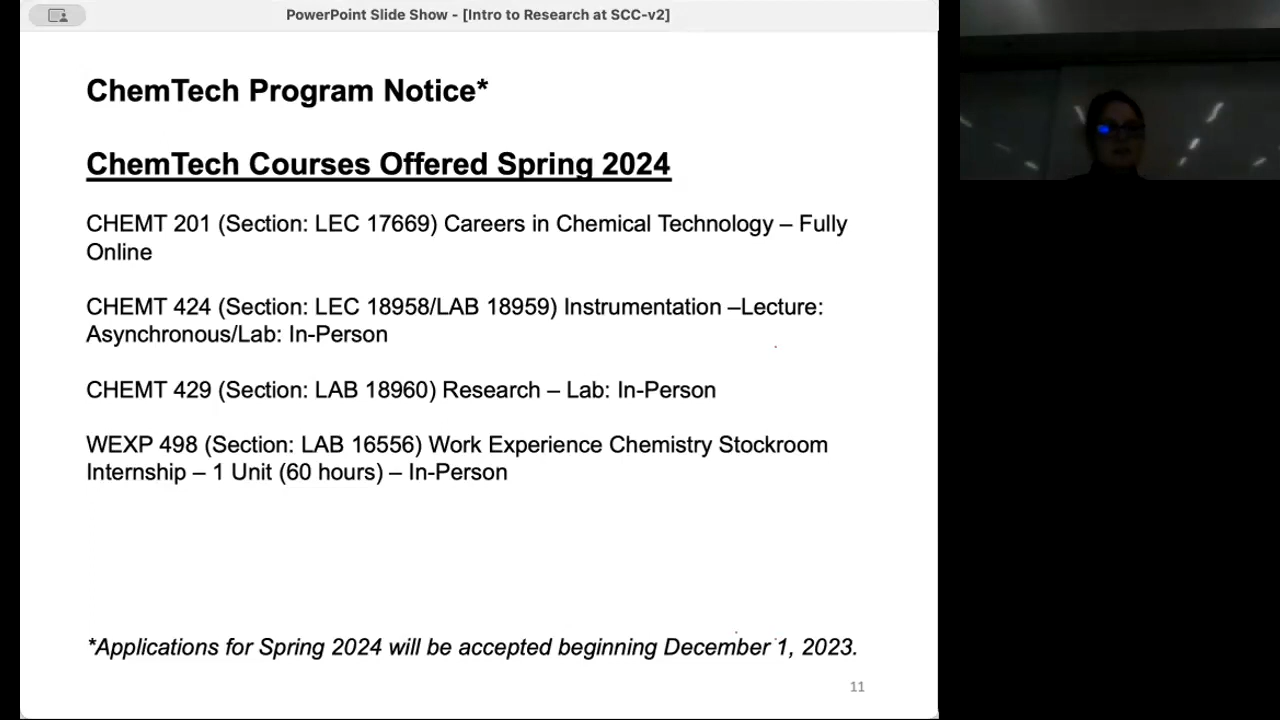 PowerPoint Slide Show - [Intro to Research at SCC-v2]
ChemTech Program Notice*
ChemTech Courses Offered Spring 2024
CHEMT 201 (Section: LEC 17669) Careers in Chemical Technology – Fully
Online
CHEMT 424 (Section: LEC 18958/LAB 18959) Instrumentation –Lecture:
Asynchronous/Lab: In-Person
CHEMT 429 (Section: LAB 18960) Research – Lab: In-Person
WEXP 498 (Section: LAB 16556) Work Experience Chemistry Stockroom
Internship – 1 Unit (60 hours) – In-Person
*Applications for Spring 2024 will be accepted beginning December 1, 2023.
11